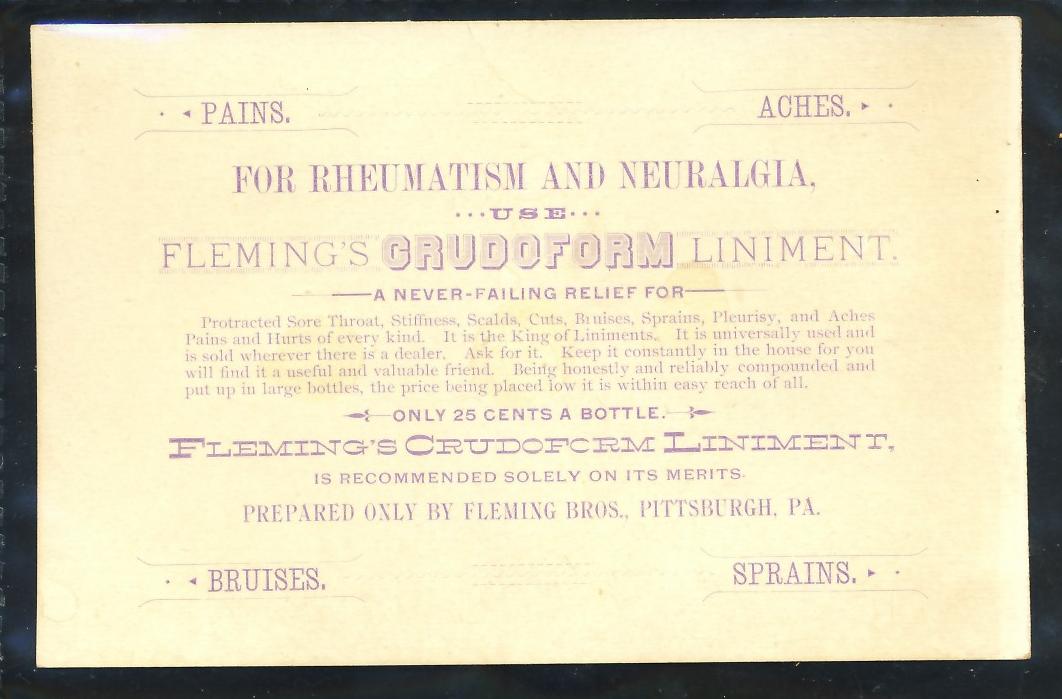 PAINS. ACHES.
FOR RHEUMATISM AND NEURALGIA,
···USE···
FLEMING'S CRUDOFORM LINIMENT.
A NEVER-FAILING RELIEF FOR
Protracted Sore Throat, Stiffness, Scalds, Cuts, Bruises, Sprains, Pleurisy, and Aches
Pains and Hurts of every kind. It is the King of Liniments. It is universally used and
is sold wherever there is a dealer. Ask for it. Keep it constantly in the house for you
will find it a useful and valuable friend. Being honestly and reliably compounded and
put up in large bottles, the price being placed low it is within easy reach of all.
ONLY 25 CENTS A BOTTLE.
FLEMING'S CRUDOFORM LINIMENT,
IS RECOMMENDED SOLELY ON ITS MERITS.
PREPARED ONLY BY FLEMING BROS., PITTSBURGH, PA.
BRUISES. SPRAINS.